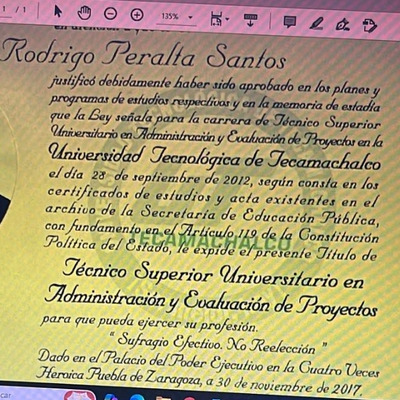 1 / 1
135%
Rodrigo Peralta Santos
justificó debidamente haber sido aprobado en los planes y
programas de estudios respectivos y en la memoria de estadía
que la Ley señala para la carrera de Técnico Superior
Universitario en Administración y Evaluación de Proyectos en la
Universidad Tecnológica de Tecamachalco
el día 28 de septiembre de 2012, según consta en los
certificados de estudios y acta existentes en el
archivo de la Secretaría de Educación Pública,
con fundamento en el Artículo 119 de la Constitución
Política del Estado, le expide el presente Título de
TECAMACHALCO
Técnico Superior Universitario en
Administración y Evaluación de Proyectos
para que pueda ejercer su profesión.
“ Sufragio Efectivo. No Reelección ”
Dado en el Palacio del Poder Ejecutivo en la Cuatro Veces
Heroica Puebla de Zaragoza, a 30 de noviembre de 2017.
car